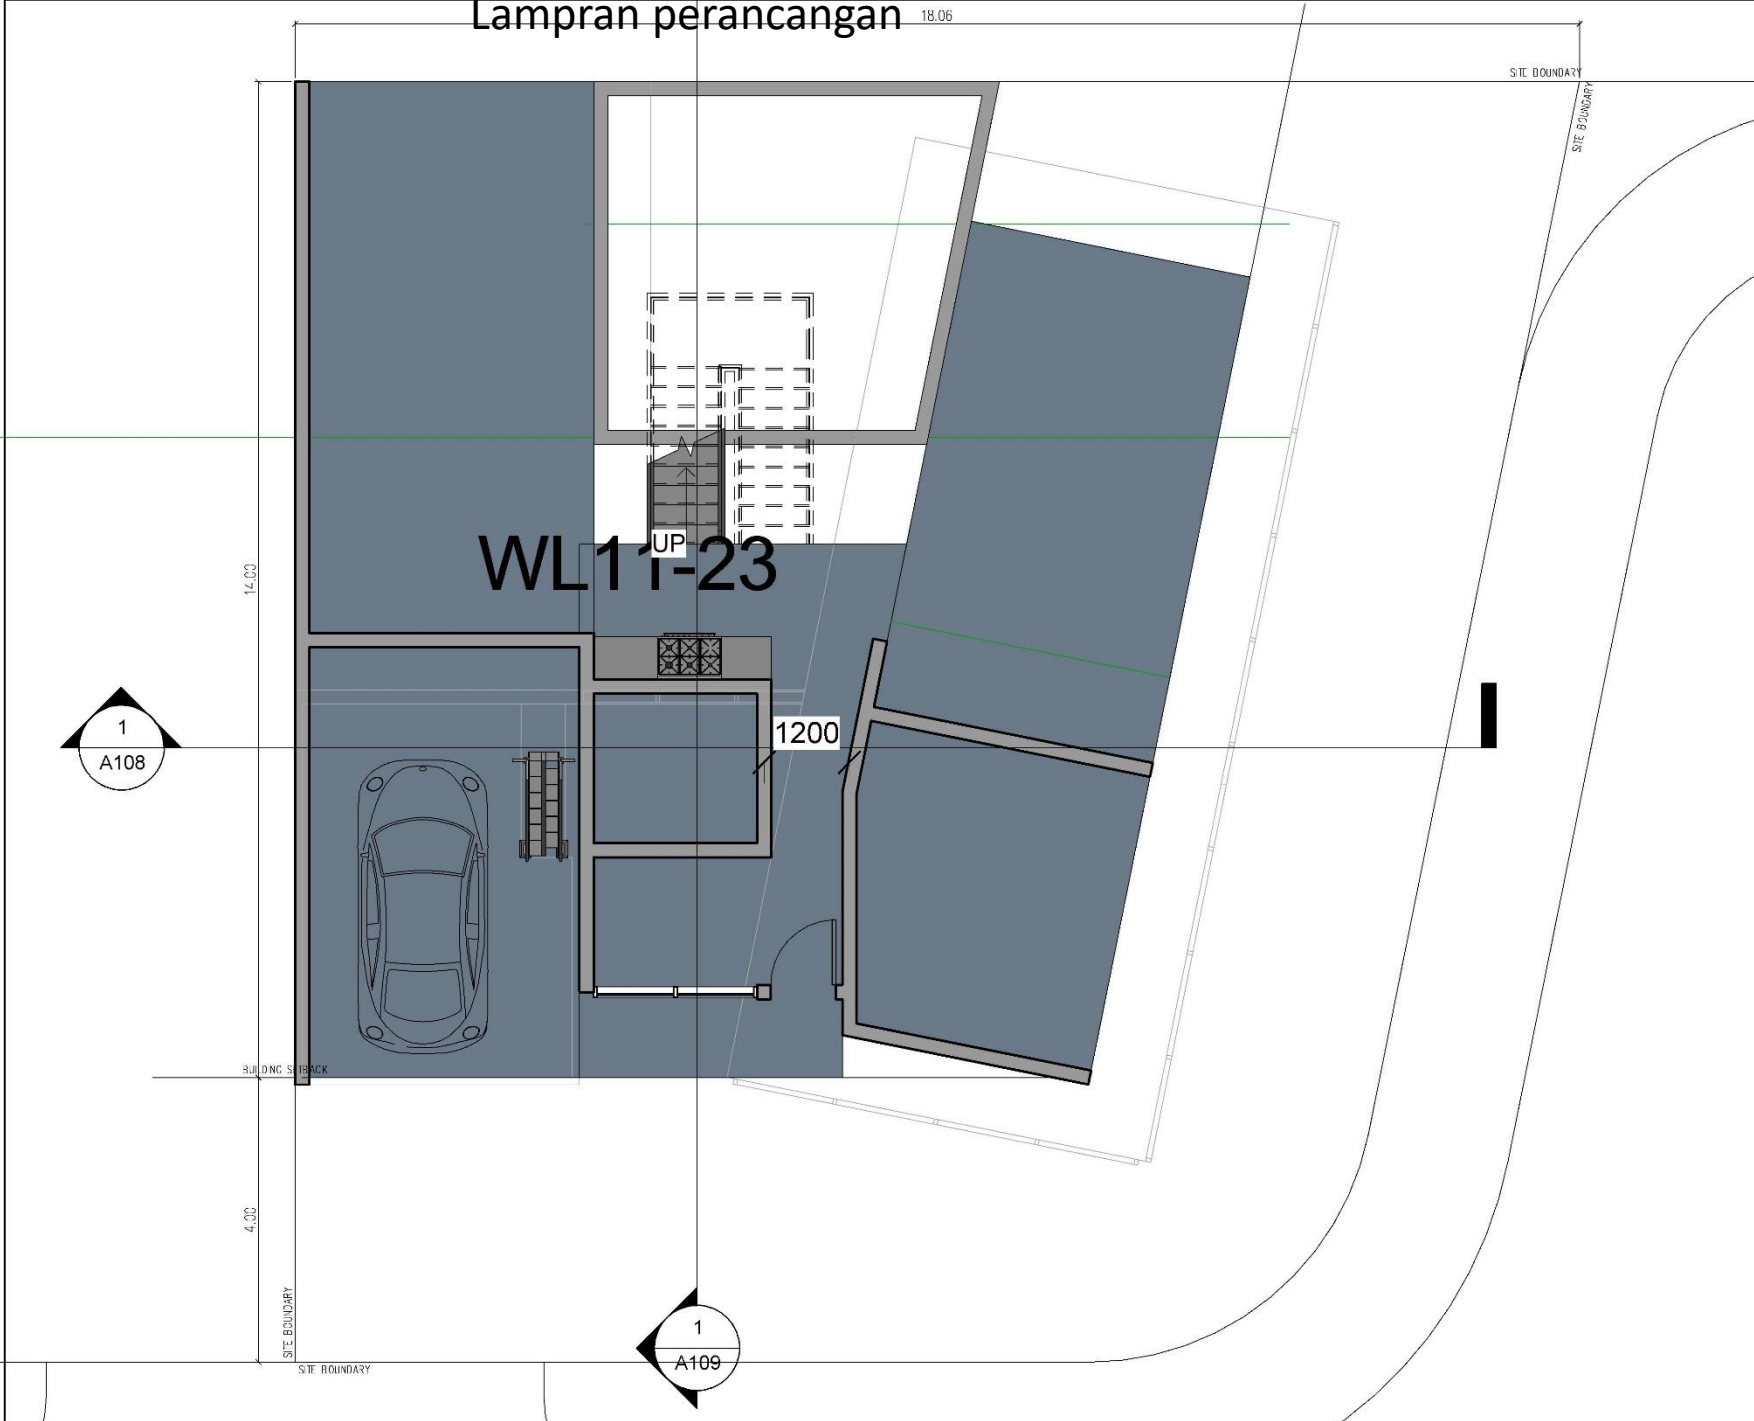 Lampran perancangan
18.06
SITE BOUNDARY
SITE BOUNDARY
14.00
WL11-23
UP
1200
1
A108
BUILDING SETBACK
4.00
SITE BOUNDARY
SITE BOUNDARY
1
A109